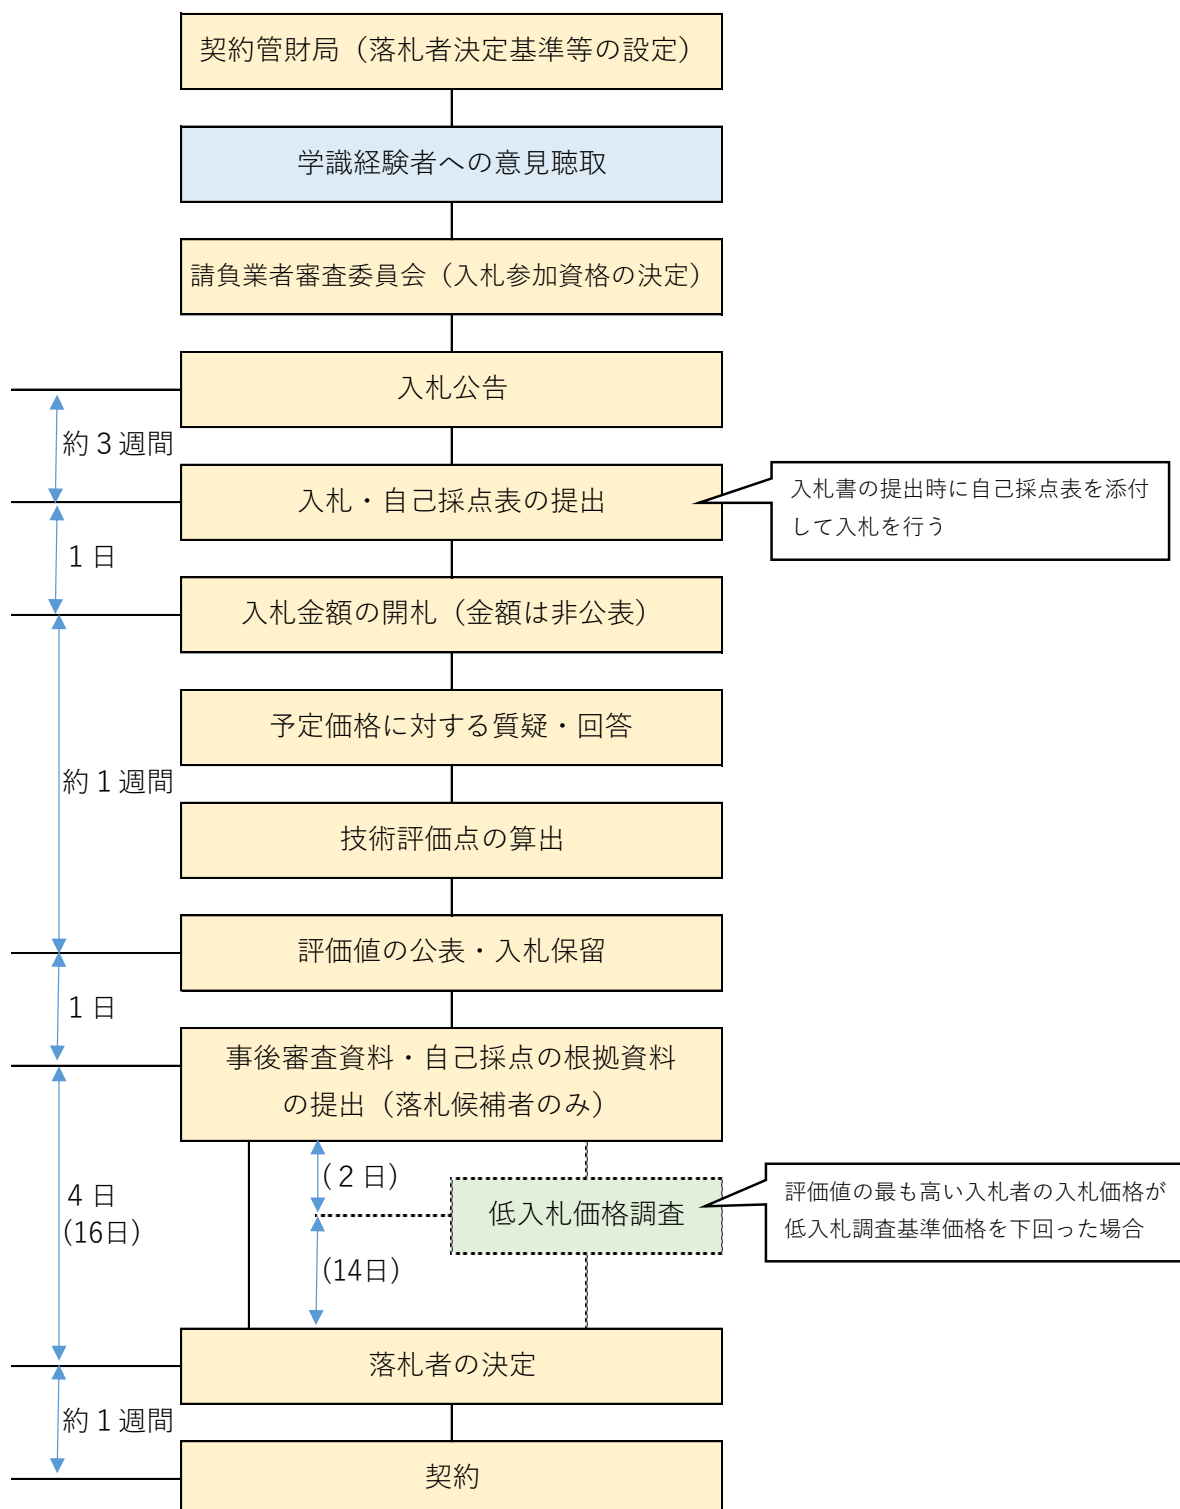 契約管財局（落札者決定基準等の設定）
学識経験者への意見聴取
請負業者審査委員会（入札参加資格の決定）
入札公告
約３週間
入札・自己採点表の提出
入札書の提出時に自己採点表を添付
して入札を行う
１日
入札金額の開札（金額は非公表）
予定価格に対する質疑・回答
約１週間
技術評価点の算出
評価値の公表・入札保留
１日
事後審査資料・自己採点の根拠資料
の提出（落札候補者のみ）
(２日)
４日
(16日)
低入札価格調査
評価値の最も高い入札者の入札価格が
低入札調査基準価格を下回った場合
(14日)
落札者の決定
約１週間
契約